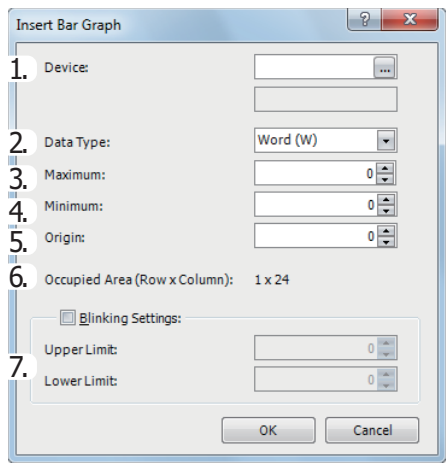 Insert Bar Graph
1. Device: ...
2. Data Type: Word (W)
3. Maximum: 0
4. Minimum: 0
5. Origin: 0
6. Occupied Area (Row x Column): 1 x 24
Blinking Settings:
Upper Limit: 0
7.
Lower Limit: 0
OK Cancel